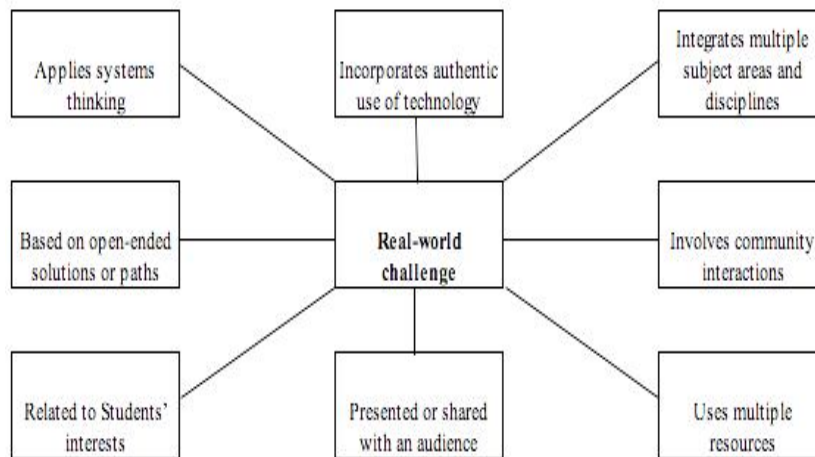 Applies systems
thinking
Incorporates authentic
use of technology
Integrates multiple
subject areas and
disciplines
Based on open-ended
solutions or paths
Real-world
challenge
Involves community
interactions
Related to Students'
interests
Presented or shared
with an audience
Uses multiple
resources